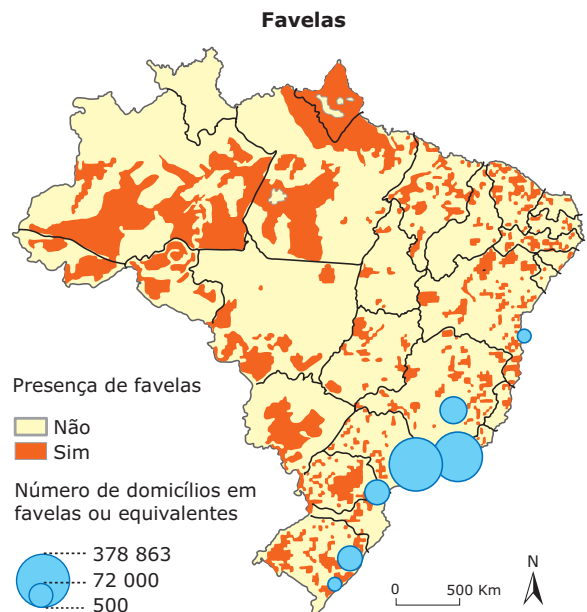 Favelas
Presença de favelas
Não
Sim
Número de domicílios em
favelas ou equivalentes
378 863
72 000
500
0 500 Km
N